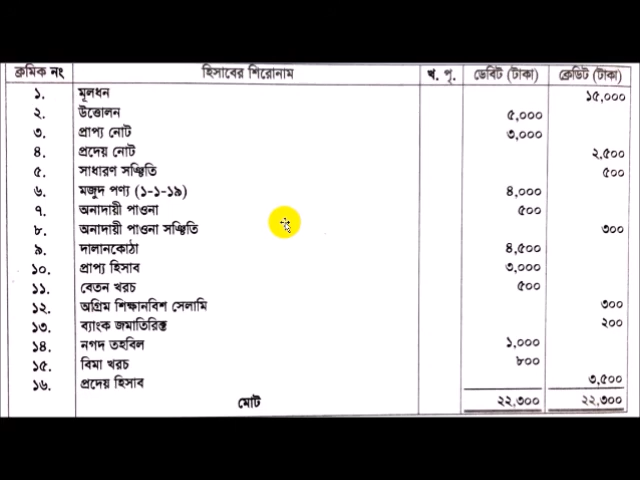 ক্রমিক নং হিসাবের শিরোনাম খ. পৃ. ডেবিট (টাকা) ক্রেডিট (টাকা)
১. মূলধন ১৫,০০০
২. উত্তোলন ৫,০০০
৩. প্রাপ্য নোট ৩,০০০
৪. প্রদেয় নোট ২,৫০০
৫. সাধারণ সঞ্চিতি ৫০০
৬. মজুদ পণ্য (১-১-১৯) ৪,০০০
৭. অনাদায়ী পাওনা ৫০০
৮. অনাদায়ী পাওনা সঞ্চিতি ৩০০
৯. দালানকোঠা ৪,৫০০
১০. প্রাপ্য হিসাব ৩,০০০
১১. বেতন খরচ ৫০০
১২. অগ্রিম শিক্ষানবিশ সেলামি ৩০০
১৩. ব্যাংক জমাতিরিক্ত ২০০
১৪. নগদ তহবিল ১,০০০
১৫. বিমা খরচ ৮০০
১৬. প্রদেয় হিসাব ৩,৫০০
মোট ২২,৩০০ ২২,৩০০